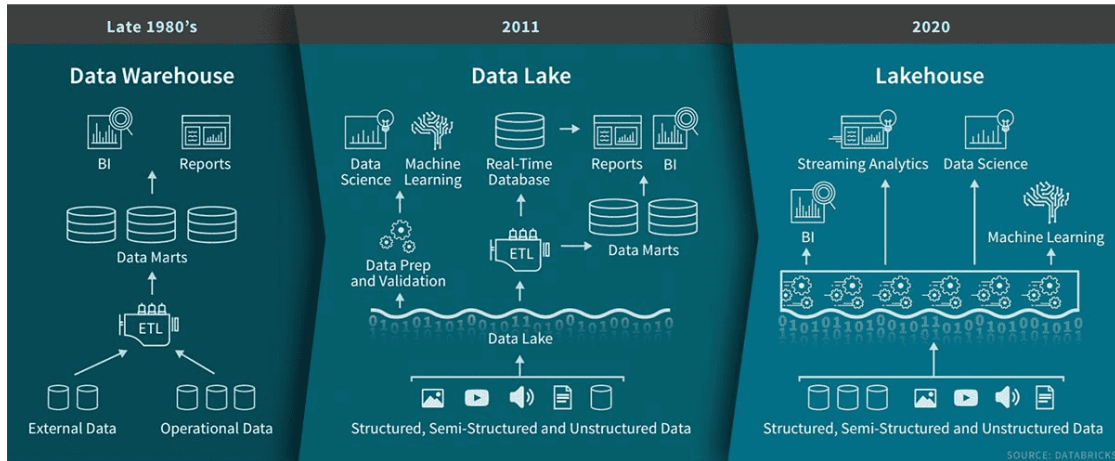 Late 1980's
Data Warehouse
BI
Reports
Data Marts
ETL
External Data
Operational Data
2011
Data Lake
Data
Science
Machine
Learning
Real-Time
Database
Reports
BI
Data Prep
and Validation
ETL
Data Marts
Data Lake
Structured, Semi-Structured and Unstructured Data
2020
Lakehouse
Streaming Analytics
Data Science
BI
Machine Learning
Structured, Semi-Structured and Unstructured Data
SOURCE: DATABRICKS